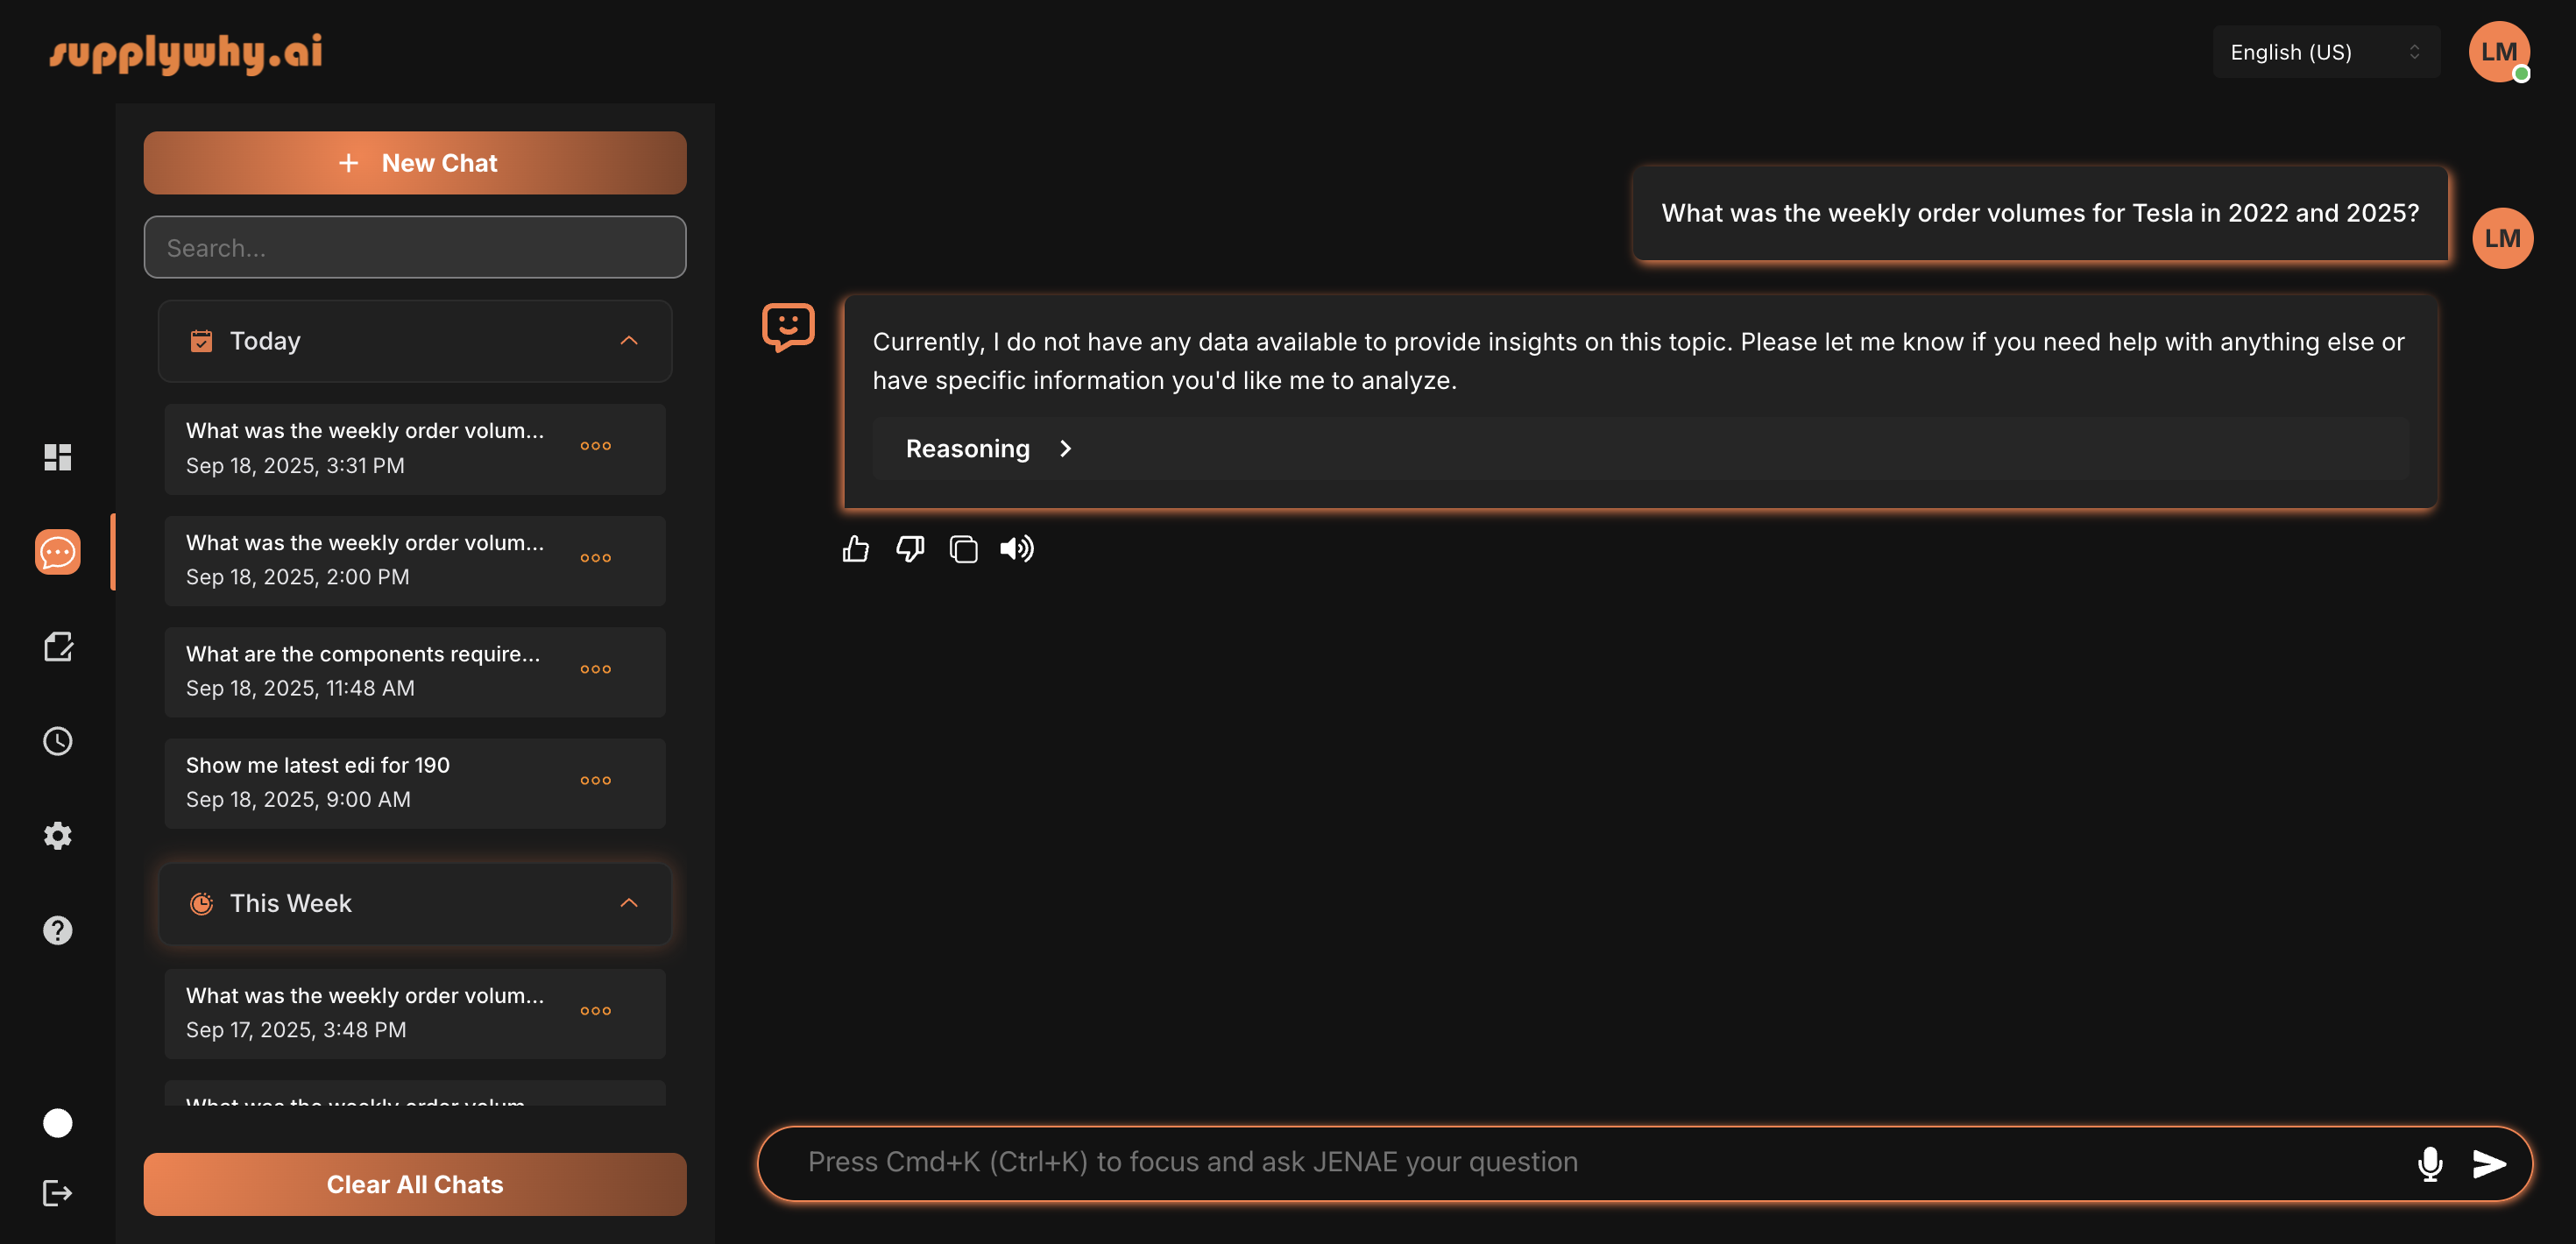 supplywhy.ai
English (US)
LM
+ New Chat
Search...
Today
What was the weekly order volum...
Sep 18, 2025, 3:31 PM
What was the weekly order volum...
Sep 18, 2025, 2:00 PM
What are the components require...
Sep 18, 2025, 11:48 AM
Show me latest edi for 190
Sep 18, 2025, 9:00 AM
This Week
What was the weekly order volum...
Sep 17, 2025, 3:48 PM
What was the weekly order volum...
Clear All Chats
What was the weekly order volumes for Tesla in 2022 and 2025?
LM
Currently, I do not have any data available to provide insights on this topic. Please let me know if you need help with anything else or
have specific information you'd like me to analyze.
Reasoning
Press Cmd+K (Ctrl+K) to focus and ask JENAE your question